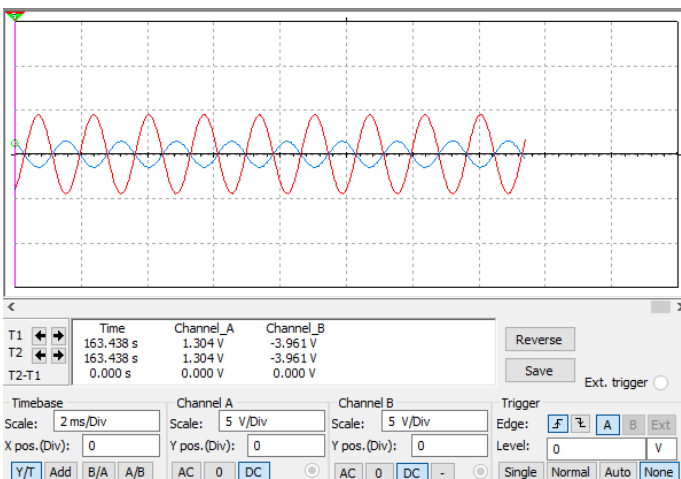 Time Channel_A Channel_B
T1 163.438 s 1.304 V -3.961 V
T2 163.438 s 1.304 V -3.961 V
T2-T1 0.000 s 0.000 V 0.000 V
Reverse
Save
Ext. trigger
Timebase
Scale: 2 ms/Div
X pos.(Div): 0
Y/T Add B/A A/B
Channel A
Scale: 5 V/Div
Y pos.(Div): 0
AC 0 DC
Channel B
Scale: 5 V/Div
Y pos.(Div): 0
AC 0 DC -
Trigger
Edge: A B Ext
Level: 0 V
Single Normal Auto None